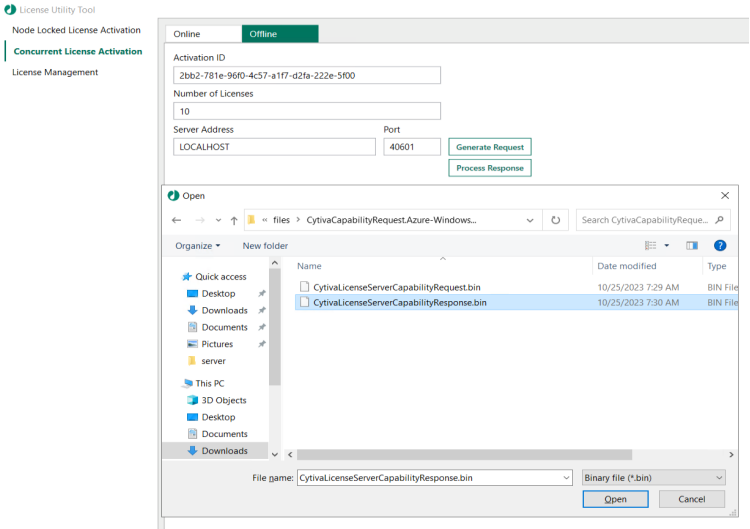 License Utility Tool
Node Locked License Activation
Concurrent License Activation
License Management
Online
Offline
Activation ID
2bb2-781e-96f0-4c57-a1f7-d2fa-222e-5f00
Number of Licenses
10
Server Address
Port
LOCALHOST
40601
Generate Request
Process Response
Open
« files > CytivaCapabilityRequest.Azure-Windows...
Search CytivaCapabilityReque...
Organize
New folder
Name
Date modified
Type
Quick access
Desktop
Downloads
Documents
Pictures
server
This PC
3D Objects
Desktop
Documents
Downloads
CytivaLicenseServerCapabilityRequest.bin 10/25/2023 7:29 AM BIN File
CytivaLicenseServerCapabilityResponse.bin 10/25/2023 7:30 AM BIN File
File name: CytivaLicenseServerCapabilityResponse.bin
Binary file (*.bin)
Open
Cancel